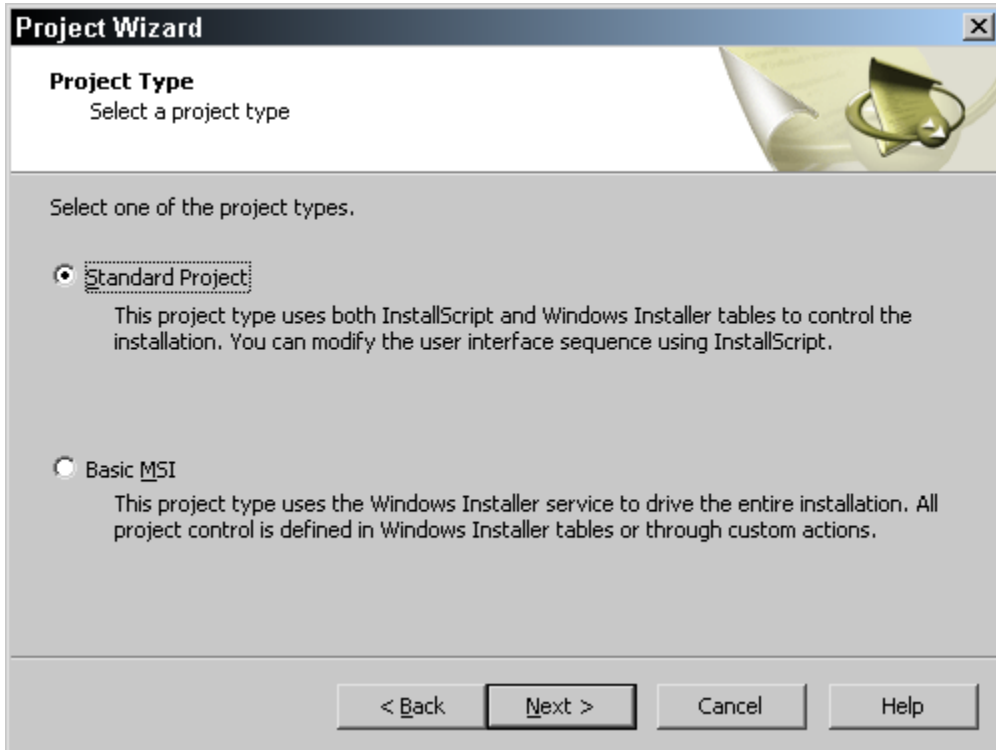 Project Wizard
Project Type
Select a project type
Select one of the project types.
Standard Project
This project type uses both InstallScript and Windows Installer tables to control the
installation. You can modify the user interface sequence using InstallScript.
Basic MSI
This project type uses the Windows Installer service to drive the entire installation. All
project control is defined in Windows Installer tables or through custom actions.
< Back
Next >
Cancel
Help